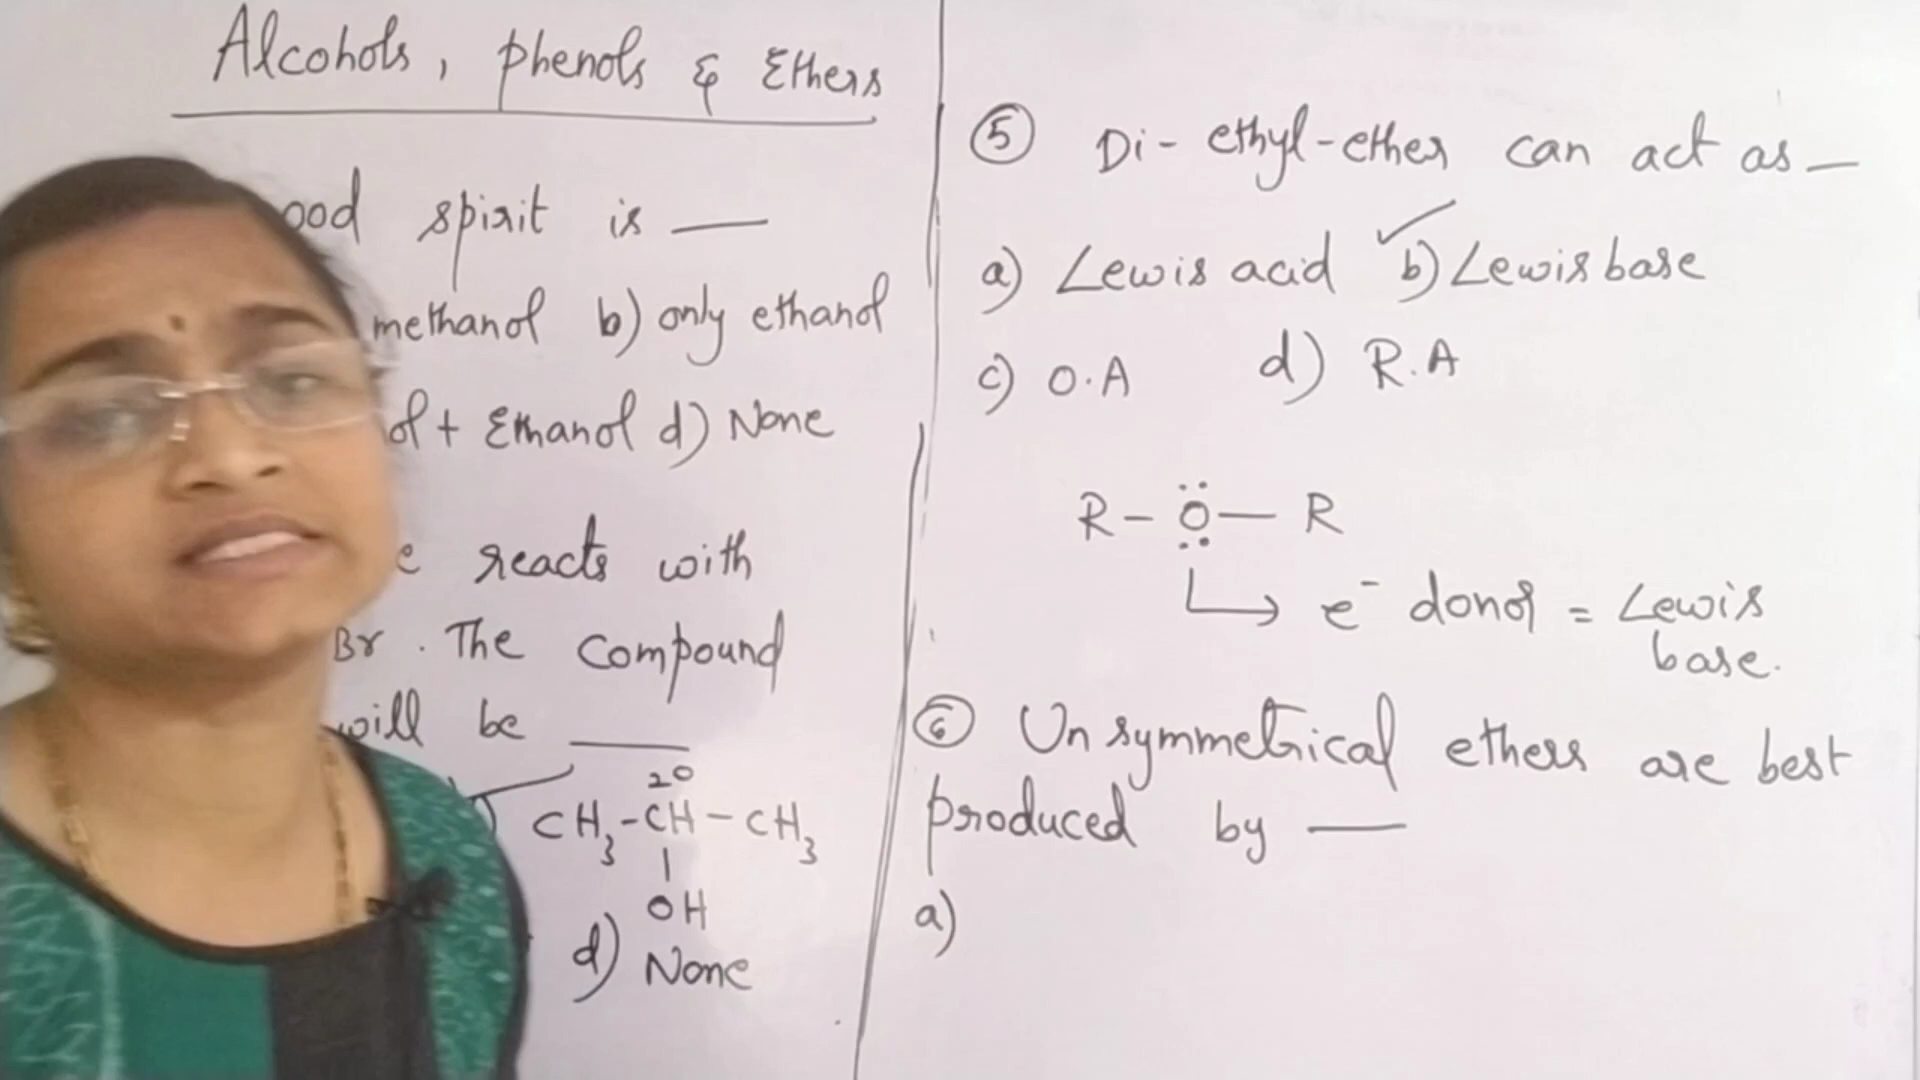 Alcohols, phenols & Ethers
spirit is —
methanol b) only ethanol
+ Ethanol d) None
reacts with
Br. The compound
will be ___
2°
CH3-CH-CH3
|
OH
d) None
⑤ Di-ethyl-ether can act as —
a) Lewis acid ✓b) Lewis base
c) O.A d) R.A
R-Ö-R
↳ e⁻ donor = Lewis
base.
⑥ Unsymmetrical ethers are best
produced by —
a)